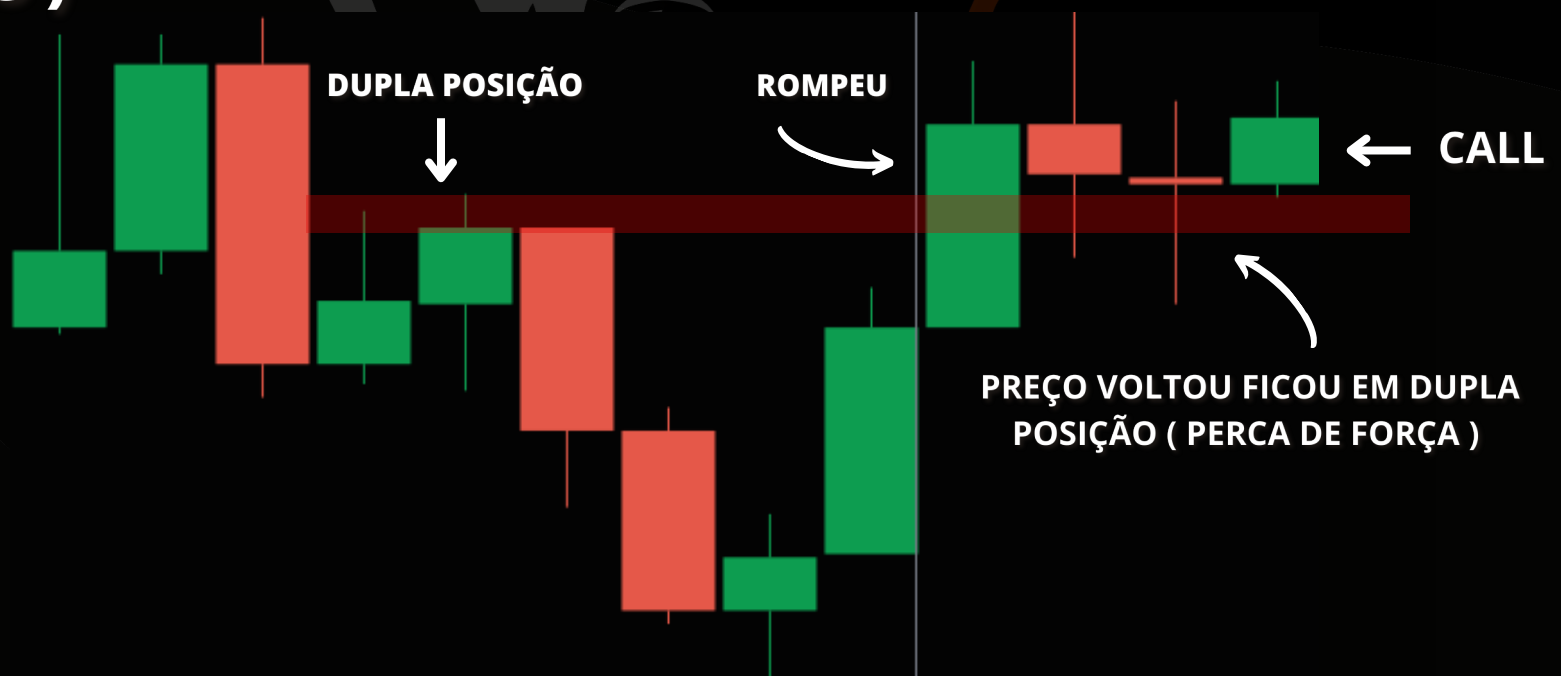 DUPLA POSIÇÃO
ROMPEU
CALL
PREÇO VOLTOU FICOU EM DUPLA
POSIÇÃO ( PERCA DE FORÇA )